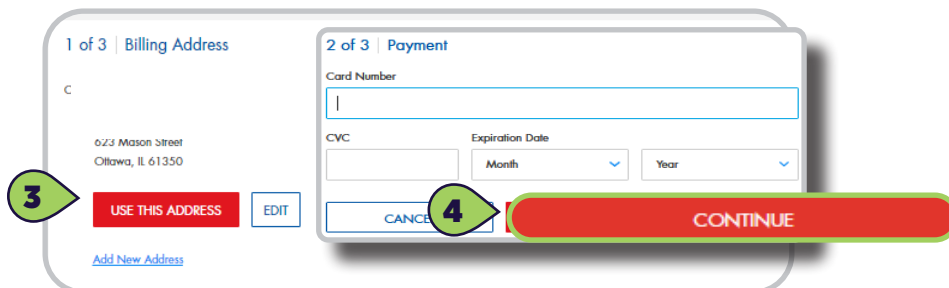 1 of 3 | Billing Address
C
623 Mason Street
Ottawa, IL 61350
3
USE THIS ADDRESS
EDIT
Add New Address
2 of 3 | Payment
Card Number
CVC
Expiration Date
Month
Year
CANCE
4
CONTINUE